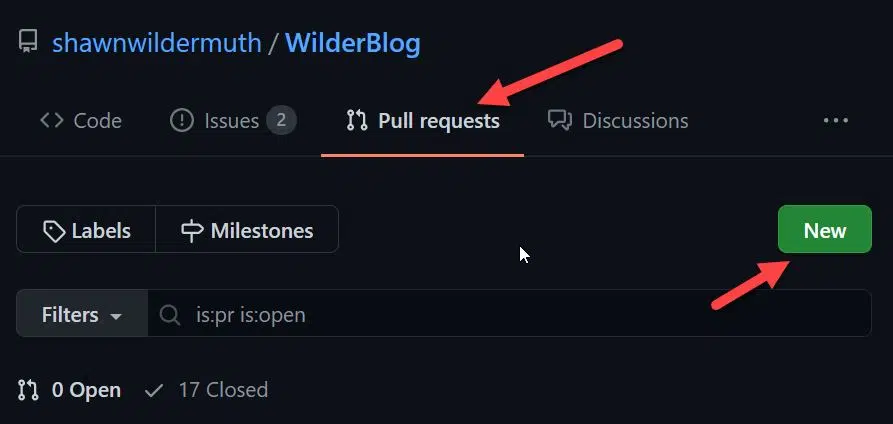 shawnwildermuth / WilderBlog
Code Issues 2 Pull requests Discussions ...
Labels Milestones New
Filters is:pr is:open
0 Open 17 Closed